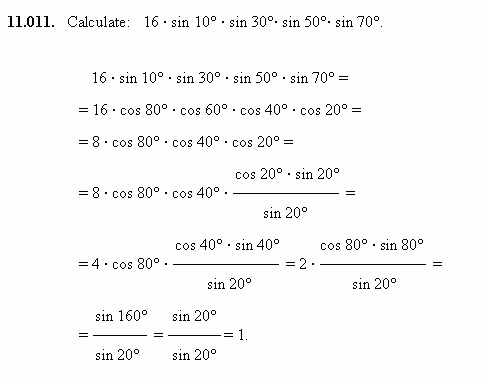 11.011. Calculate: 16 · sin 10° · sin 30° · sin 50° · sin 70°.
16 · sin 10° · sin 30° · sin 50° · sin 70° =
= 16 · cos 80° · cos 60° · cos 40° · cos 20° =
= 8 · cos 80° · cos 40° · cos 20° =
= 8 · cos 80° · cos 40° · (cos 20° · sin 20°) / (sin 20°) =
= 4 · cos 80° · (cos 40° · sin 40°) / (sin 20°) = 2 · (cos 80° · sin 80°) / (sin 20°) =
= (sin 160°) / (sin 20°) = (sin 20°) / (sin 20°) = 1.